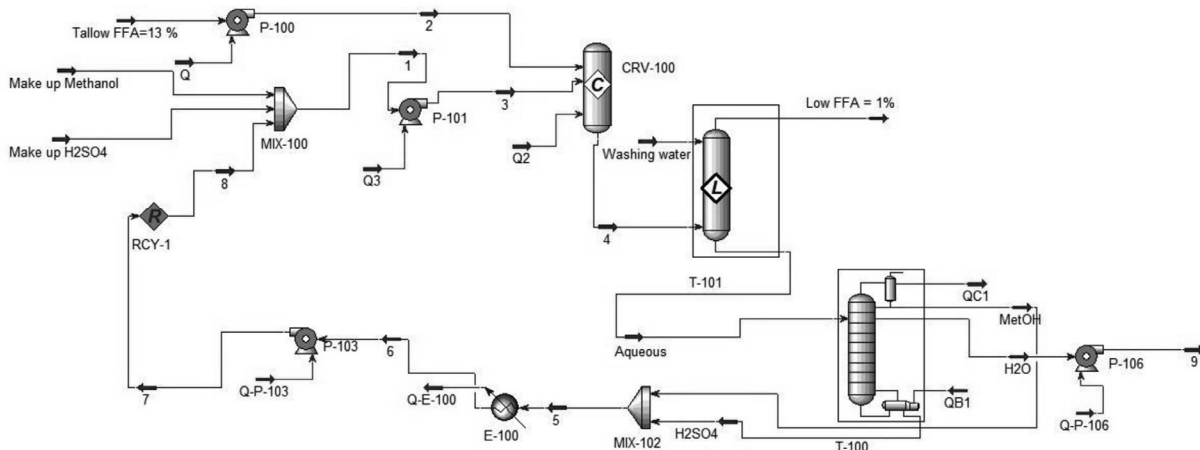 P-100
2
Tallow FFA=13 %
Q
Make up Methanol
1
CRV-100
C
3
Low FFA = 1%
P-101
MIX-100
Make up H2SO4
Washing water
Q2
Q3
8
L
R
RCY-1
4
T-101
QC1
MetOH
P-103
6
Aqueous
H2O
P-106
9
Q-P-103
7
Q-E-100
QB1
5
H2SO4
Q-P-106
E-100
MIX-102
T-100